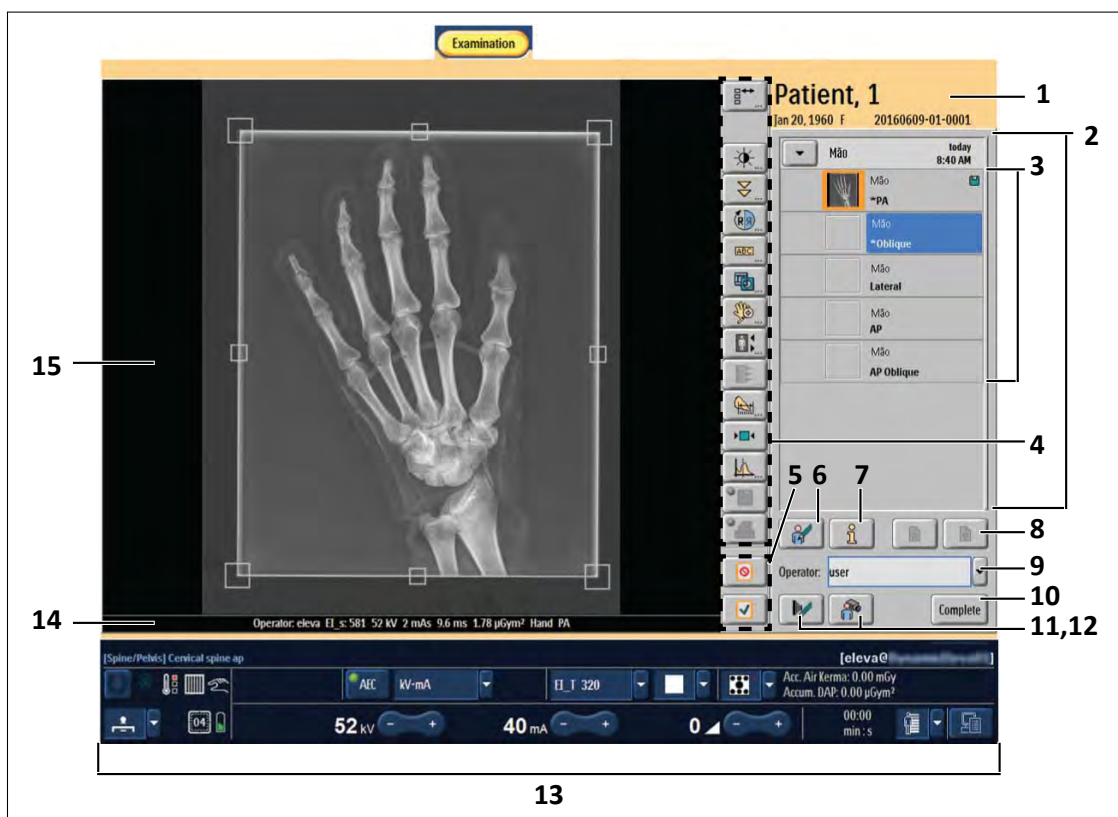 Examination
Patient, 1
Jan 20, 1960 F 20160609-01-0001
1
2
Mão today
8:40 AM
3
Mão
*PA
Mão
*Oblique
Mão
Lateral
Mão
AP
Mão
AP Oblique
ABC
15
4
5 6 7
8
Operator: user
9
Complete
10
11,12
14
Operator: eleva EI_s: 581 52 kV 2 mAs 9.6 ms 1.78 µGym² Hand PA
[Spine/Pelvis] Cervical spine ap
[eleva@ ]
AEC kV-mA EI_T 320
Acc. Air Kerma: 0.00 mGy
Accum. DAP: 0.00 µGym²
04 52 kV - + 40 mA - + 0 - +
00:00
min : s
13